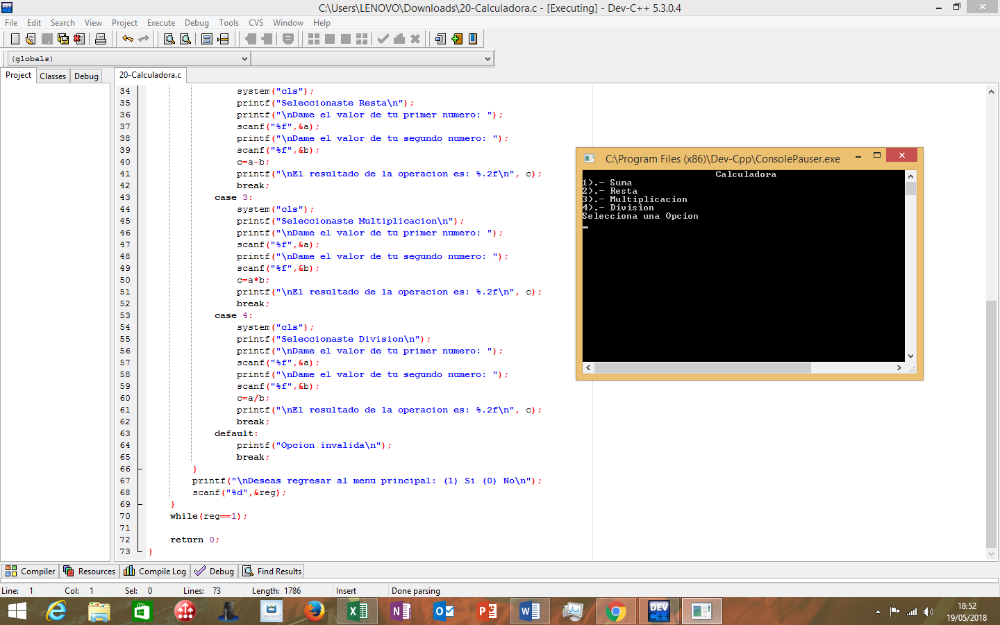 C:\Users\LENOVO\Downloads\20-Calculadora.c - [Executing] - Dev-C++ 5.3.0.4
File Edit Search View Project Execute Debug Tools CVS Window Help
(globals)
Project Classes Debug
20-Calculadora.c
34 system("cls");
35 printf("Seleccionaste Resta\n");
36 printf("\nDame el valor de tu primer numero: ");
37 scanf("%f",&a);
38 printf("\nDame el valor de tu segundo numero: ");
39 scanf("%f",&b);
40 c=a-b;
41 printf("\nEl resultado de la operacion es: %.2f\n", c);
42 break;
43 case 3:
44 system("cls");
45 printf("Seleccionaste Multiplicacion\n");
46 printf("\nDame el valor de tu primer numero: ");
47 scanf("%f",&a);
48 printf("\nDame el valor de tu segundo numero: ");
49 scanf("%f",&b);
50 c=a*b;
51 printf("\nEl resultado de la operacion es: %.2f\n", c);
52 break;
53 case 4:
54 system("cls");
55 printf("Seleccionaste Division\n");
56 printf("\nDame el valor de tu primer numero: ");
57 scanf("%f",&a);
58 printf("\nDame el valor de tu segundo numero: ");
59 scanf("%f",&b);
60 c=a/b;
61 printf("\nEl resultado de la operacion es: %.2f\n", c);
62 break;
63 default:
64 printf("Opcion invalida\n");
65 break;
66 }
67 printf("\nDeseas regresar al menu principal: (1) Si (0) No\n");
68 scanf("%d",&reg);
69 }
70 while(reg==1);
71
72 return 0;
73 }
C:\Program Files (x86)\Dev-Cpp\ConsolePauser.exe
Calculadora
1).- Suma
2).- Resta
3).- Multiplicacion
4).- Division
Selecciona una Opcion
Compiler Resources Compile Log Debug Find Results
Line: 1 Col: 1 Sel: 0 Lines: 73 Length: 1786 Insert Done parsing
DEV C++
18:52
19/05/2018